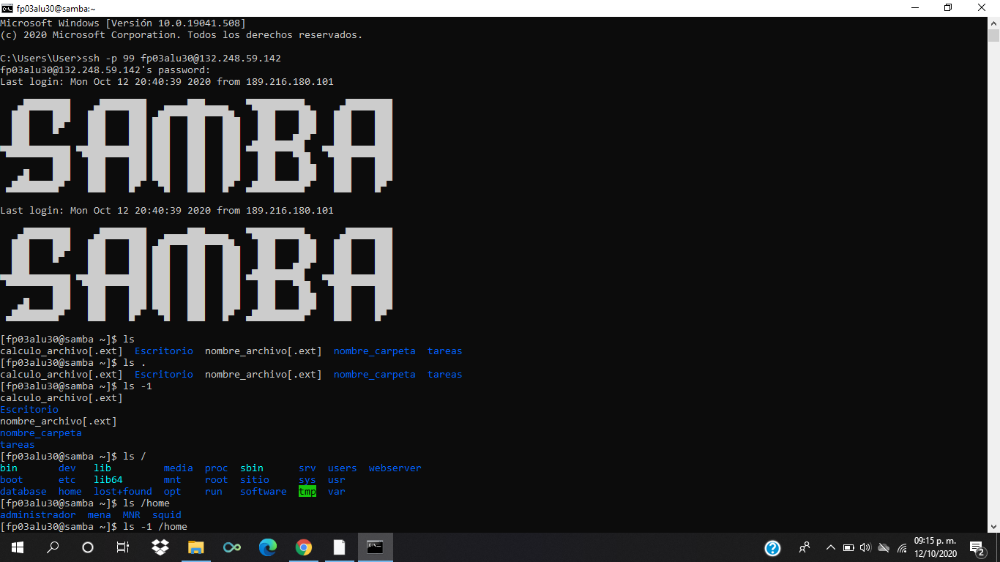 fp03alu30@samba:~
Microsoft Windows [Versión 10.0.19041.508]
(c) 2020 Microsoft Corporation. Todos los derechos reservados.
C:\Users\User>ssh -p 99 fp03alu30@132.248.59.142
fp03alu30@132.248.59.142's password:
Last login: Mon Oct 12 20:40:39 2020 from 189.216.180.101
SAMBA
Last login: Mon Oct 12 20:40:39 2020 from 189.216.180.101
SAMBA
[fp03alu30@samba ~]$ ls
calculo_archivo[.ext]  Escritorio  nombre_archivo[.ext]  nombre_carpeta  tareas
[fp03alu30@samba ~]$ ls .
calculo_archivo[.ext]  Escritorio  nombre_archivo[.ext]  nombre_carpeta  tareas
[fp03alu30@samba ~]$ ls -1
calculo_archivo[.ext]
Escritorio
nombre_archivo[.ext]
nombre_carpeta
tareas
[fp03alu30@samba ~]$ ls /
bin       dev   lib         media  proc  sbin      srv  users  webserver
boot      etc   lib64       mnt    root  sitio     sys  usr
database  home  lost+found  opt    run   software  tmp  var
[fp03alu30@samba ~]$ ls /home
administrador  mena  MNR  squid
[fp03alu30@samba ~]$ ls -1 /home
09:15 p. m.
12/10/2020
2